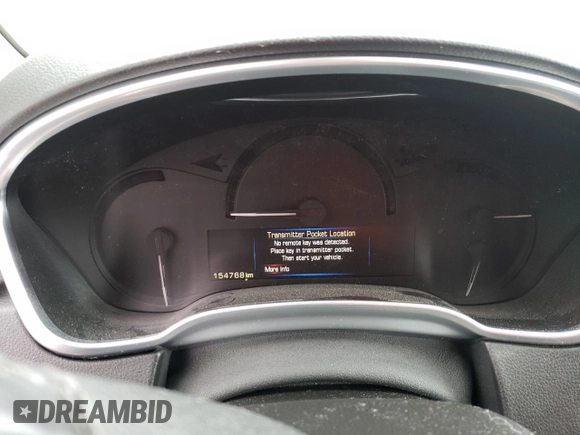 Transmitter Pocket Location
No remote key was detected.
Place key in transmitter pocket.
Then start your vehicle.
More Info
154768 km
DREAMBID